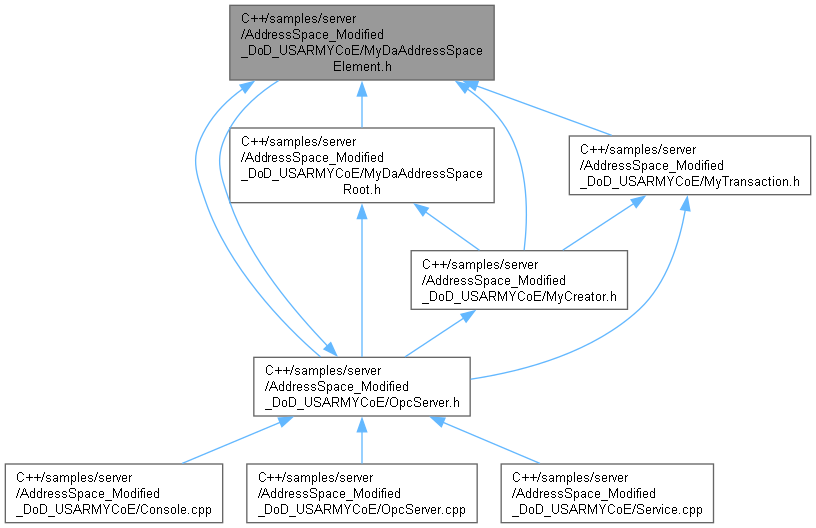 C++/samples/server
/AddressSpace_Modified
_DoD_USARMYCoE/MyDaAddressSpace
Element.h
C++/samples/server
/AddressSpace_Modified
_DoD_USARMYCoE/MyDaAddressSpace
Root.h
C++/samples/server
/AddressSpace_Modified
_DoD_USARMYCoE/MyTransaction.h
C++/samples/server
/AddressSpace_Modified
_DoD_USARMYCoE/MyCreator.h
C++/samples/server
/AddressSpace_Modified
_DoD_USARMYCoE/OpcServer.h
C++/samples/server
/AddressSpace_Modified
_DoD_USARMYCoE/Console.cpp
C++/samples/server
/AddressSpace_Modified
_DoD_USARMYCoE/OpcServer.cpp
C++/samples/server
/AddressSpace_Modified
_DoD_USARMYCoE/Service.cpp